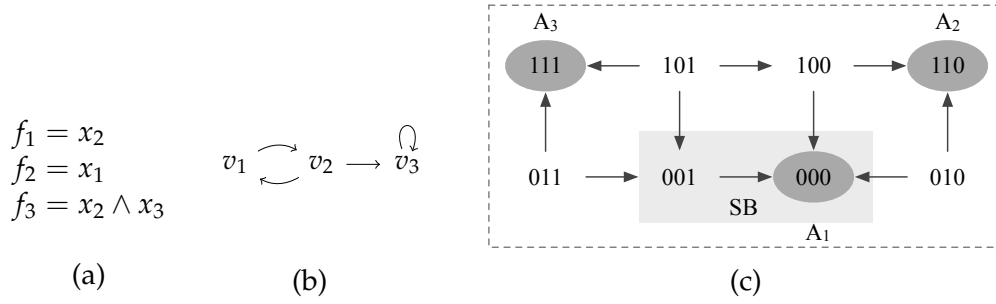 A₃ A₂
111 101 100 110
f₁ = x₂
f₂ = x₁
f₃ = x₂ ∧ x₃
v₁ v₂ v₃
011 001 000 010
SB
A₁
(a) (b) (c)